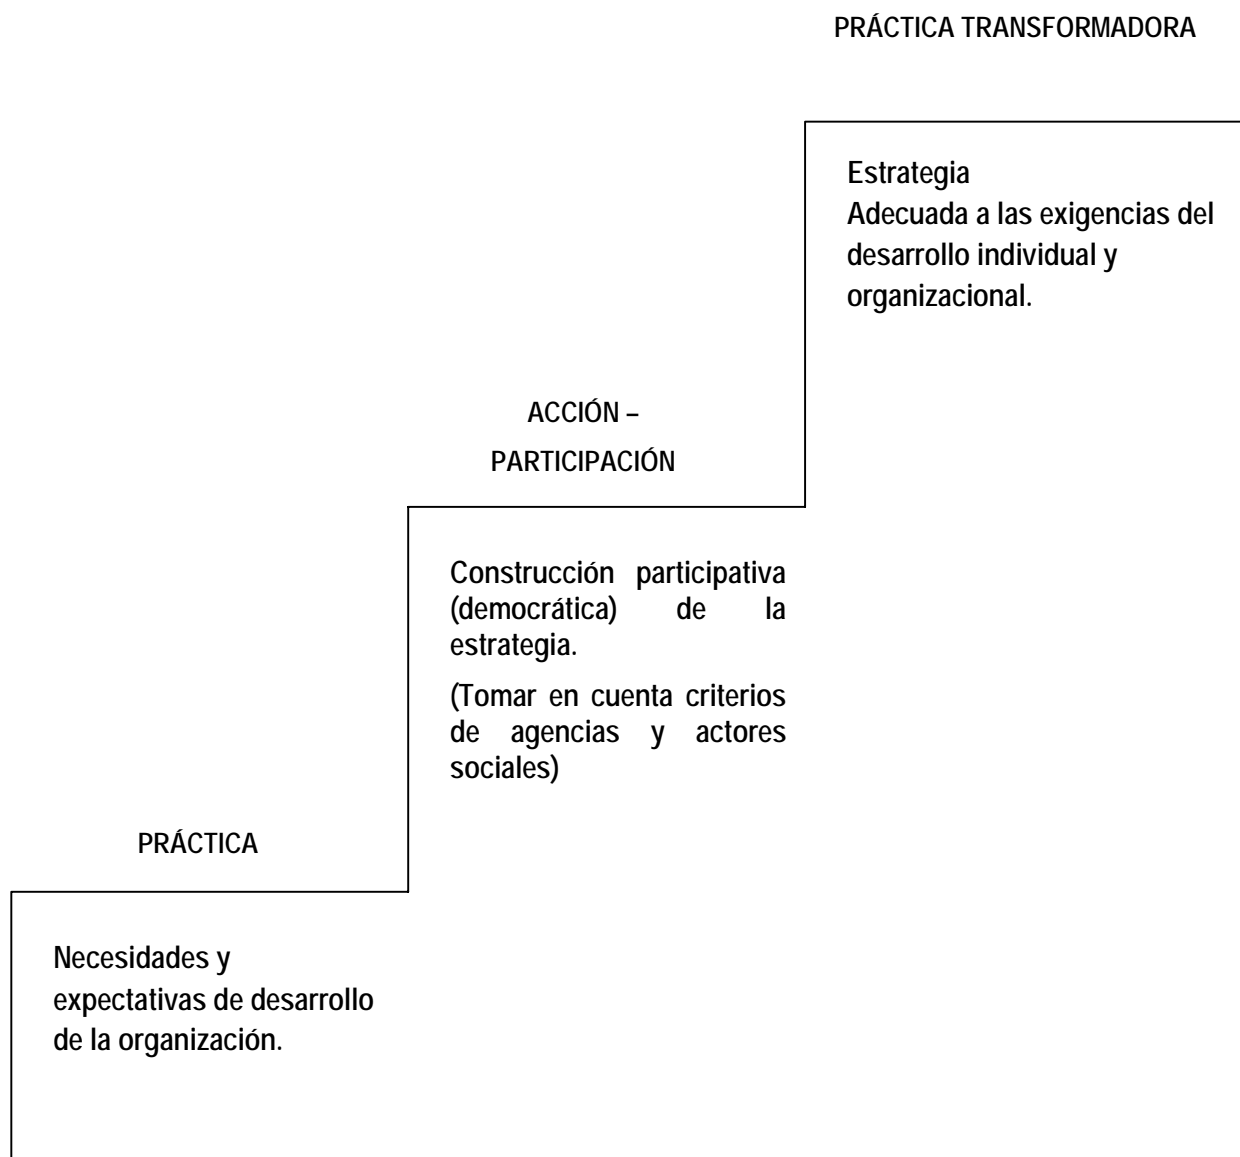 PRÁCTICA TRANSFORMADORA
Estrategia
Adecuada a las exigencias del
desarrollo individual y
organizacional.
ACCIÓN –
PARTICIPACIÓN
Construcción participativa
(democrática) de la
estrategia.
(Tomar en cuenta criterios
de agencias y actores
sociales)
PRÁCTICA
Necesidades y
expectativas de desarrollo
de la organización.